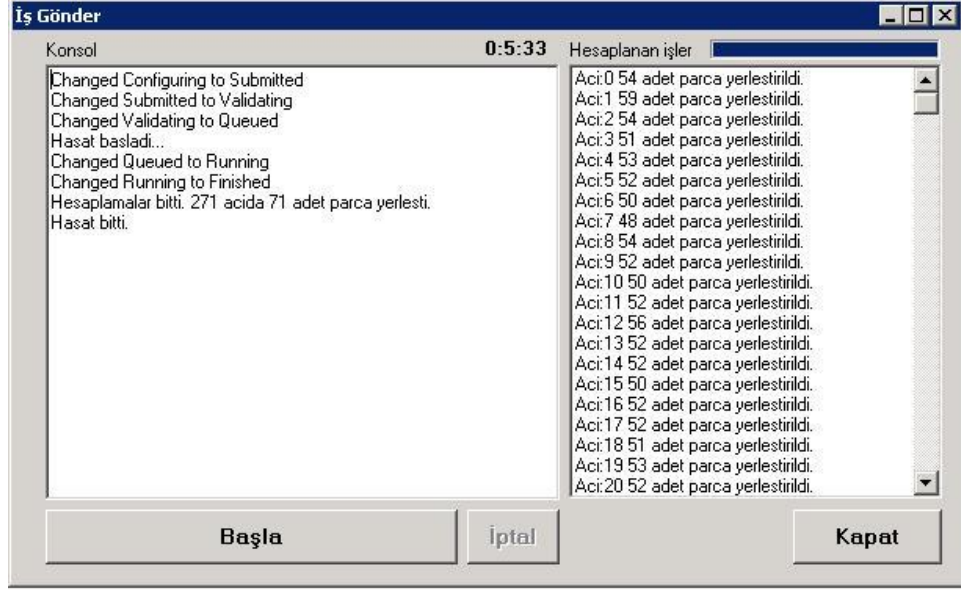 İş Gönder
Konsol
0:5:33
Hesaplanan işler
Changed Configuring to Submitted
Changed Submitted to Validating
Changed Validating to Queued
Hasat basladi...
Changed Queued to Running
Changed Running to Finished
Hesaplamalar bitti. 271 acida 71 adet parca yerlesti.
Hasat bitti.
Aci:0 54 adet parca yerlestirildi.
Aci:1 59 adet parca yerlestirildi.
Aci:2 54 adet parca yerlestirildi.
Aci:3 51 adet parca yerlestirildi.
Aci:4 53 adet parca yerlestirildi.
Aci:5 52 adet parca yerlestirildi.
Aci:6 50 adet parca yerlestirildi.
Aci:7 48 adet parca yerlestirildi.
Aci:8 54 adet parca yerlestirildi.
Aci:9 52 adet parca yerlestirildi.
Aci:10 50 adet parca yerlestirildi.
Aci:11 52 adet parca yerlestirildi.
Aci:12 56 adet parca yerlestirildi.
Aci:13 52 adet parca yerlestirildi.
Aci:14 52 adet parca yerlestirildi.
Aci:15 50 adet parca yerlestirildi.
Aci:16 52 adet parca yerlestirildi.
Aci:17 52 adet parca yerlestirildi.
Aci:18 51 adet parca yerlestirildi.
Aci:19 53 adet parca yerlestirildi.
Aci:20 52 adet parca yerlestirildi.
Başla
İptal
Kapat